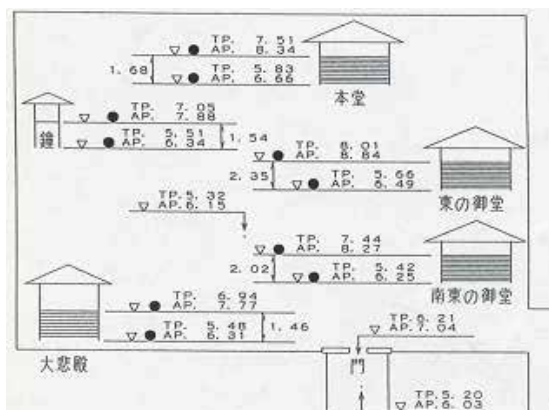 TP. 7.51
AP. 8.34
1.68
TP. 5.83
AP. 6.66
本堂
TP. 7.05
AP. 7.88
鐘
TP. 5.51
AP. 6.34
1.54
TP. 8.01
AP. 8.84
2.35
TP. 5.66
AP. 6.49
東の御堂
TP.5.32
AP.6.15
TP. 7.44
AP. 8.27
2.02
TP. 5.42
AP. 6.25
南東の御堂
TP. 6.94
AP. 7.77
TP. 5.48
AP. 6.31
1.46
大悲殿
TP.6.21
AP.7.04
門
TP.5.20
AP.6.03